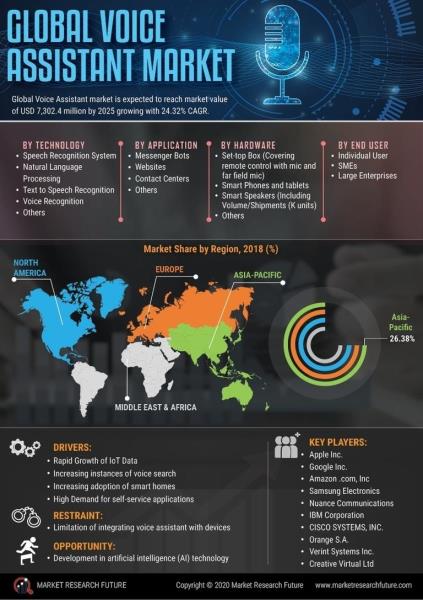 GLOBAL VOICE
ASSISTANT MARKET
Global Voice Assistant market is expected to reach market value
of USD 7,302.4 million by 2025 growing with 24.32% CAGR.
BY TECHNOLOGY
• Speech Recognition System
• Natural Language
Processing
• Text to Speech Recognition
• Voice Recognition
• Others
BY APPLICATION
• Messenger Bots
• Websites
• Contact Centers
• Others
BY HARDWARE
• Set-top Box (Covering
remote control with mic and
far field mic)
• Smart Phones and tablets
• Smart Speakers (Including
Volume/Shipments (K units)
• Others
BY END USER
• Individual User
SMEs
• Large Enterprises
Market Share by Region, 2018 (%)
NORTH
AMERICA
EUROPE
ASIA-PACIFIC
MIDDLE EAST & AFRICA
Asia-
Pacific
26.38%
DRIVERS:
• Rapid Growth of IoT Data
• Increasing instances of voice search
• Increasing adoption of smart homes
• High Demand for self-service applications
RESTRAINT:
• Limitation of integrating voice assistant with devices
OPPORTUNITY:
• Development in artificial intelligence (AI) technology
KEY PLAYERS:
• Apple Inc.
• Google Inc.
• Amazon .com, Inc
• Samsung Electronics
• Nuance Communications
• IBM Corporation
• CISCO SYSTEMS, INC.
• Orange S.A.
• Verint Systems Inc.
• Creative Virtual Ltd
MARKET RESEARCH FUTURE
Copyright © 2020 Market Research Future
www.marketresearchfuture.com